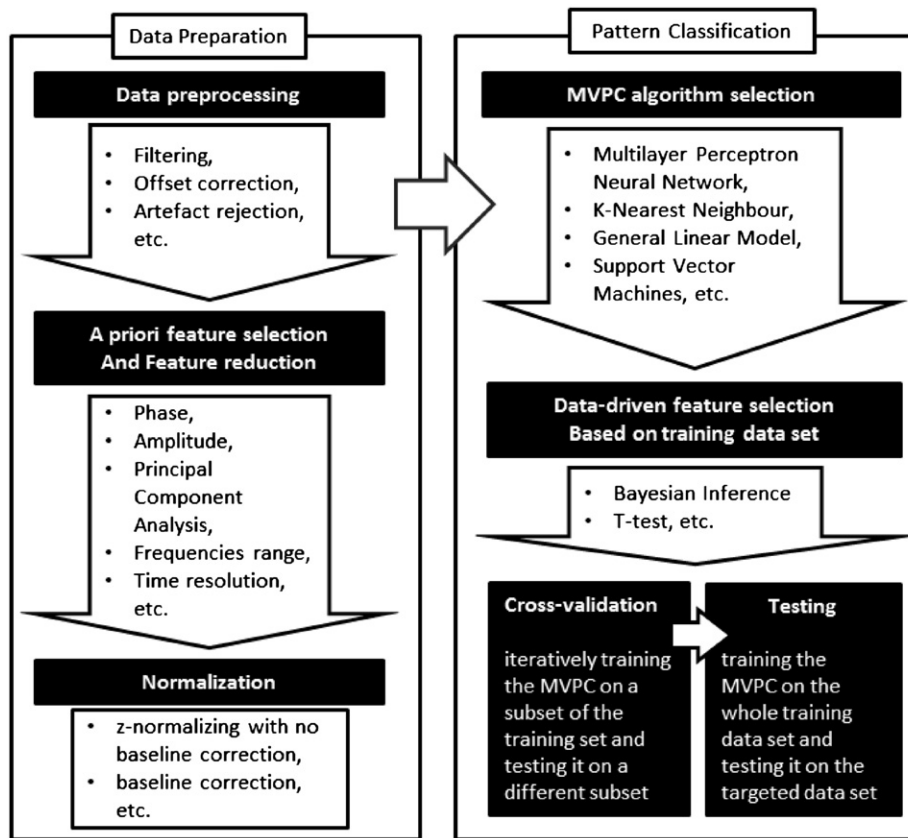 Data Preparation
Data preprocessing
• Filtering,
• Offset correction,
• Artefact rejection,
etc.
A priori feature selection
And Feature reduction
• Phase,
• Amplitude,
• Principal
Component
Analysis,
• Frequencies range,
• Time resolution,
etc.
Normalization
• z-normalizing with no
baseline correction,
• baseline correction,
etc.
Pattern Classification
MVPC algorithm selection
• Multilayer Perceptron
Neural Network,
• K-Nearest Neighbour,
• General Linear Model,
• Support Vector
Machines, etc.
Data-driven feature selection
Based on training data set
• Bayesian Inference
• T-test, etc.
Cross-validation
iteratively training
the MVPC on a
subset of the
training set and
testing it on a
different subset
Testing
training the
MVPC on the
whole training
data set and
testing it on the
targeted data set